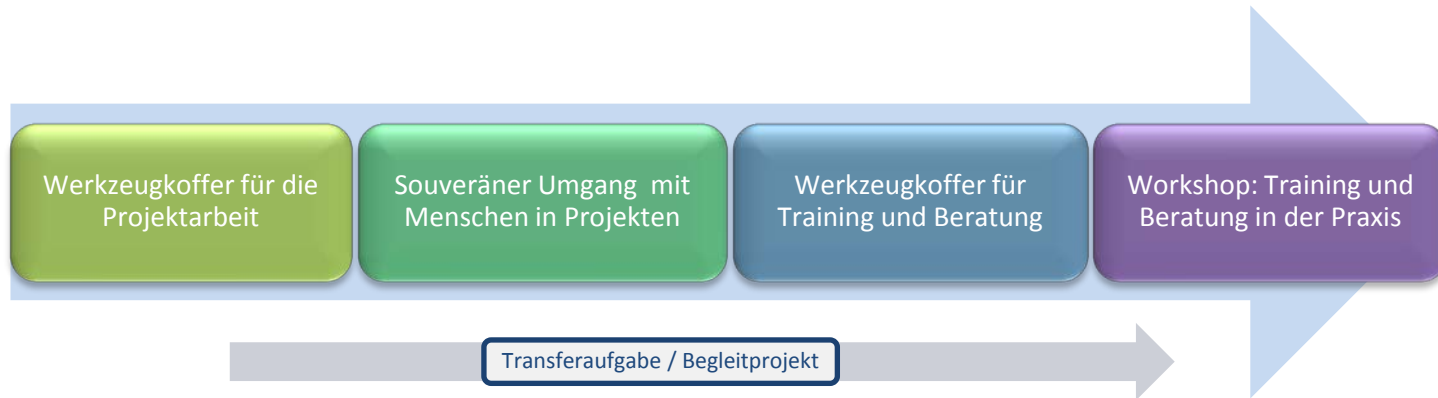 Werkzeugkoffer für die
Projektarbeit
Souveräner Umgang  mit
Menschen in Projekten
Werkzeugkoffer für
Training und Beratung
Workshop: Training und
Beratung in der Praxis
Transferaufgabe / Begleitprojekt